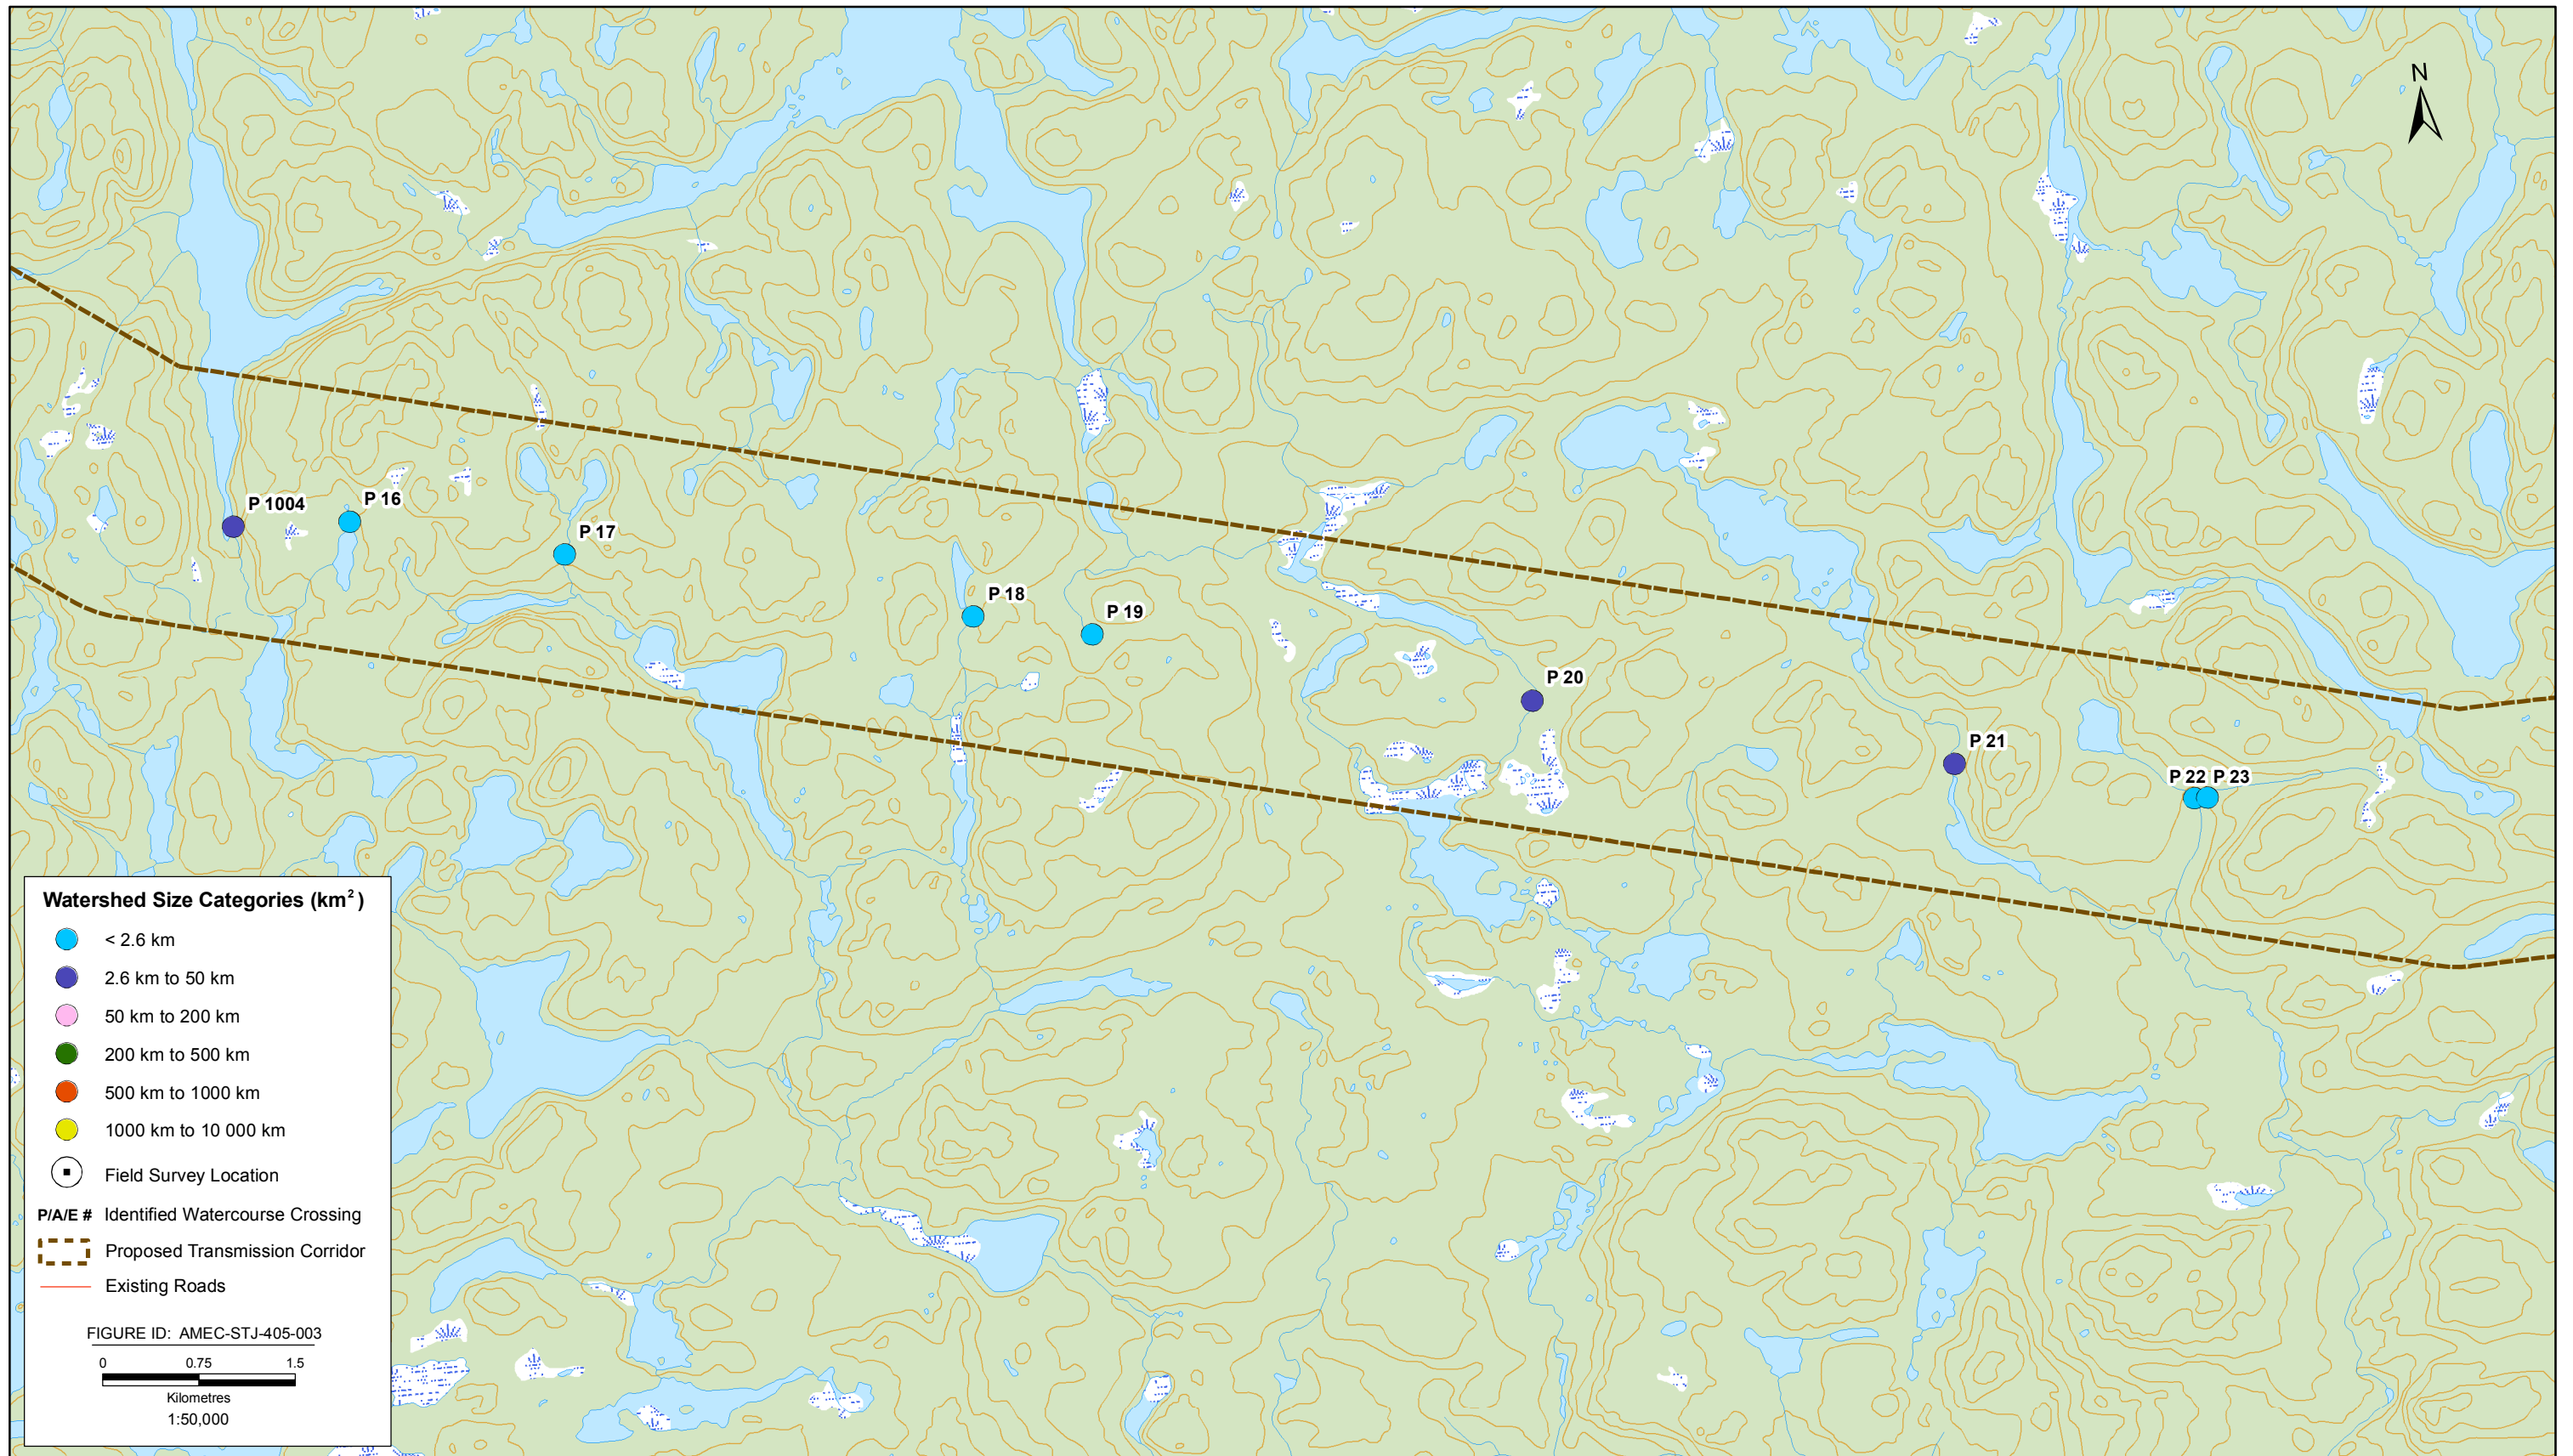 N
P 1004
P 16
P 17
P 18
P 19
P 20
P 21
P 22 P 23
Watershed Size Categories (km²)
< 2.6 km
2.6 km to 50 km
50 km to 200 km
200 km to 500 km
500 km to 1000 km
1000 km to 10 000 km
Field Survey Location
P/A/E # Identified Watercourse Crossing
Proposed Transmission Corridor
Existing Roads
FIGURE ID: AMEC-STJ-405-003
0 0.75 1.5
Kilometres
1:50,000